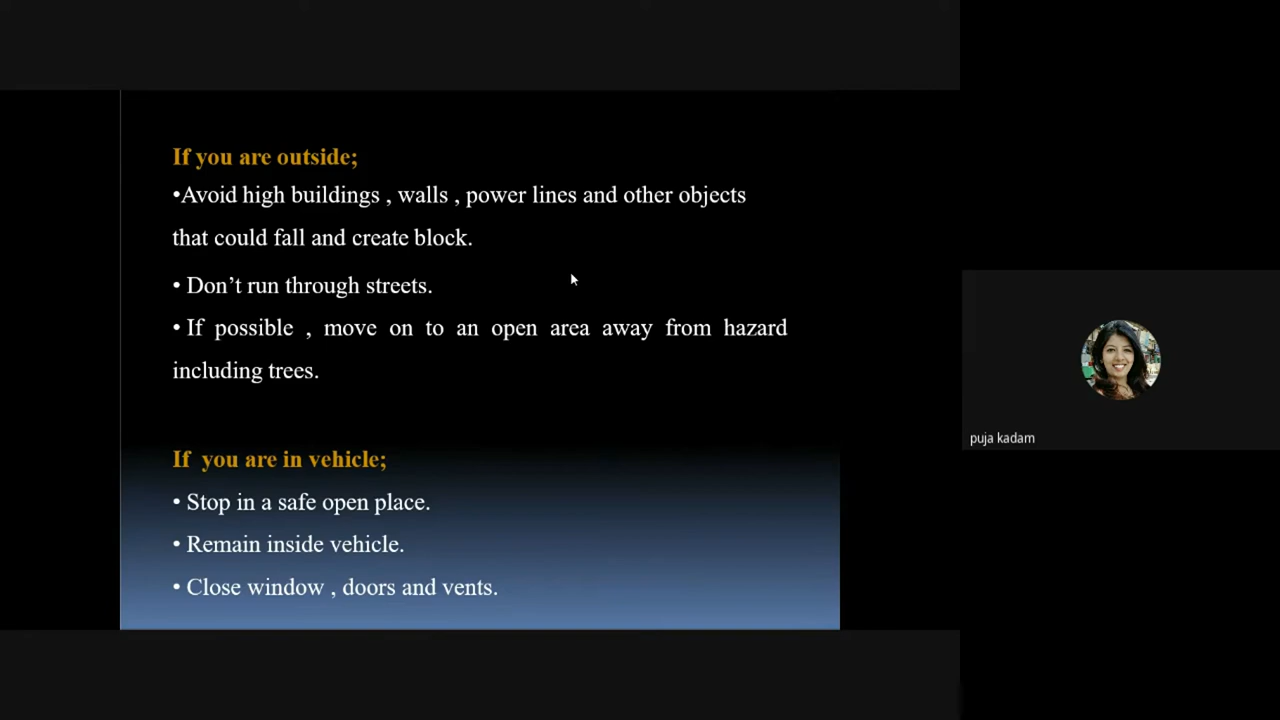 If you are outside;
•Avoid high buildings , walls , power lines and other objects
that could fall and create block.
• Don’t run through streets.
• If possible , move on to an open area away from hazard
including trees.
If you are in vehicle;
• Stop in a safe open place.
• Remain inside vehicle.
• Close window , doors and vents.
puja kadam